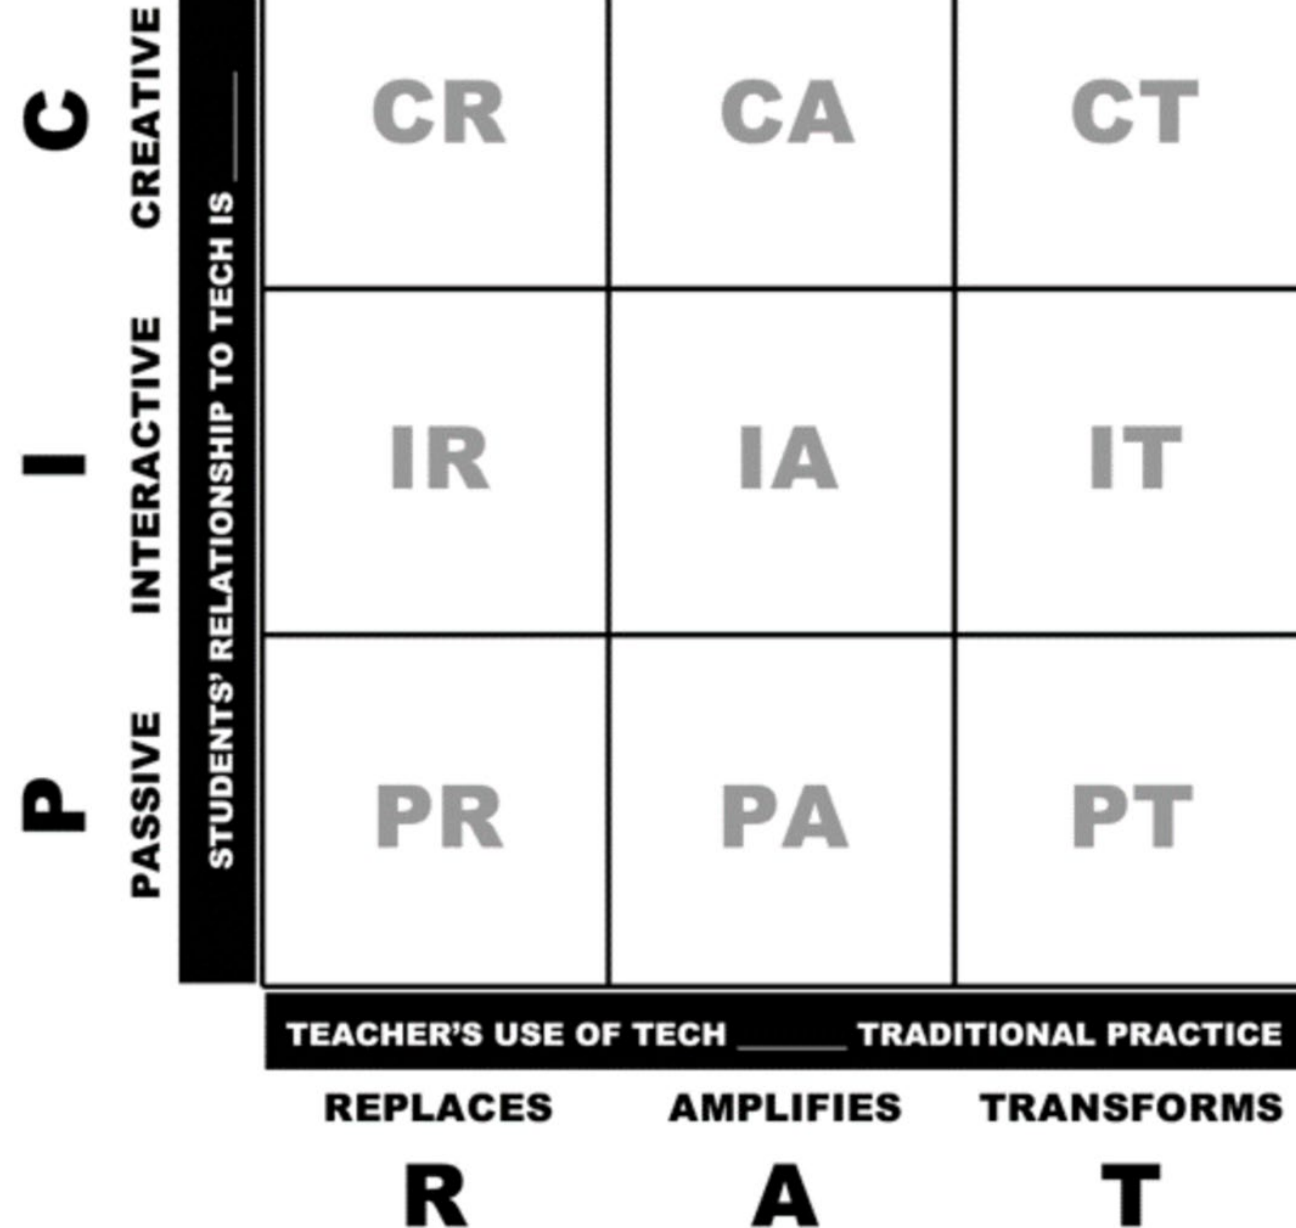 C
CREATIVE
I
INTERACTIVE
P
PASSIVE
STUDENTS’ RELATIONSHIP TO TECH IS ______
CR CA CT
IR IA IT
PR PA PT
TEACHER’S USE OF TECH ______ TRADITIONAL PRACTICE
REPLACES AMPLIFIES TRANSFORMS
R A T